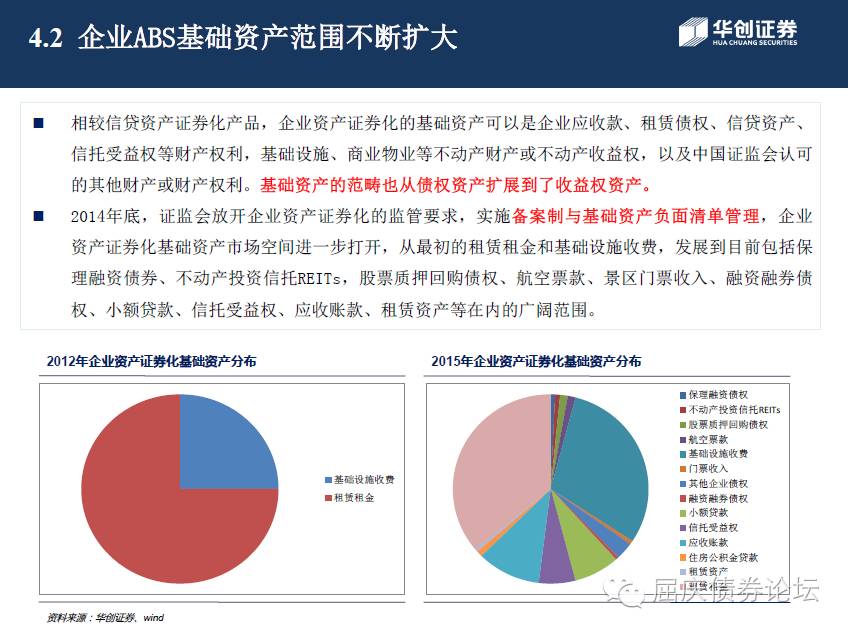 4.2 企业ABS基础资产范围不断扩大
华创证券
HUA CHUANG SECURITIES
相较信贷资产证券化产品，企业资产证券化的基础资产可以是企业应收款、租赁债权、信贷资产、
信托受益权等财产权利，基础设施、商业物业等不动产财产或不动产收益权，以及中国证监会认可
的其他财产或财产权利。基础资产的范畴也从债权资产扩展到了收益权资产。
2014年底，证监会放开企业资产证券化的监管要求，实施备案制与基础资产负面清单管理，企业
资产证券化基础资产市场空间进一步打开，从最初的租赁租金和基础设施收费，发展到目前包括保
理融资债券、不动产投资信托REITs，股票质押回购债权、航空票款、景区门票收入、融资融券债
权、小额贷款、信托受益权、应收账款、租赁资产等在内的广阔范围。
2012年企业资产证券化基础资产分布
基础设施收费
租赁租金
2015年企业资产证券化基础资产分布
保理融资债权
不动产投资信托REITs
股票质押回购债权
航空票款
基础设施收费
门票收入
其他企业债权
融资融券债权
小额贷款
信托受益权
应收账款
住房公积金贷款
租赁资产
租赁租金
屈庆债券论坛
资料来源：华创证券、wind